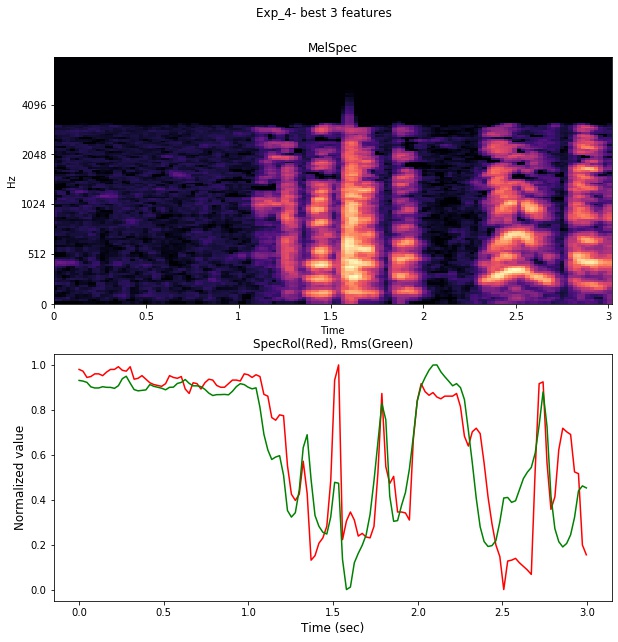 Exp_4- best 3 features
MelSpec
4096
2048
1024
512
0
Hz
0 0.5 1 1.5 2 2.5 3
Time
SpecRol(Red), Rms(Green)
1.0
0.8
0.6
0.4
0.2
0.0
Normalized value
0.0 0.5 1.0 1.5 2.0 2.5 3.0
Time (sec)